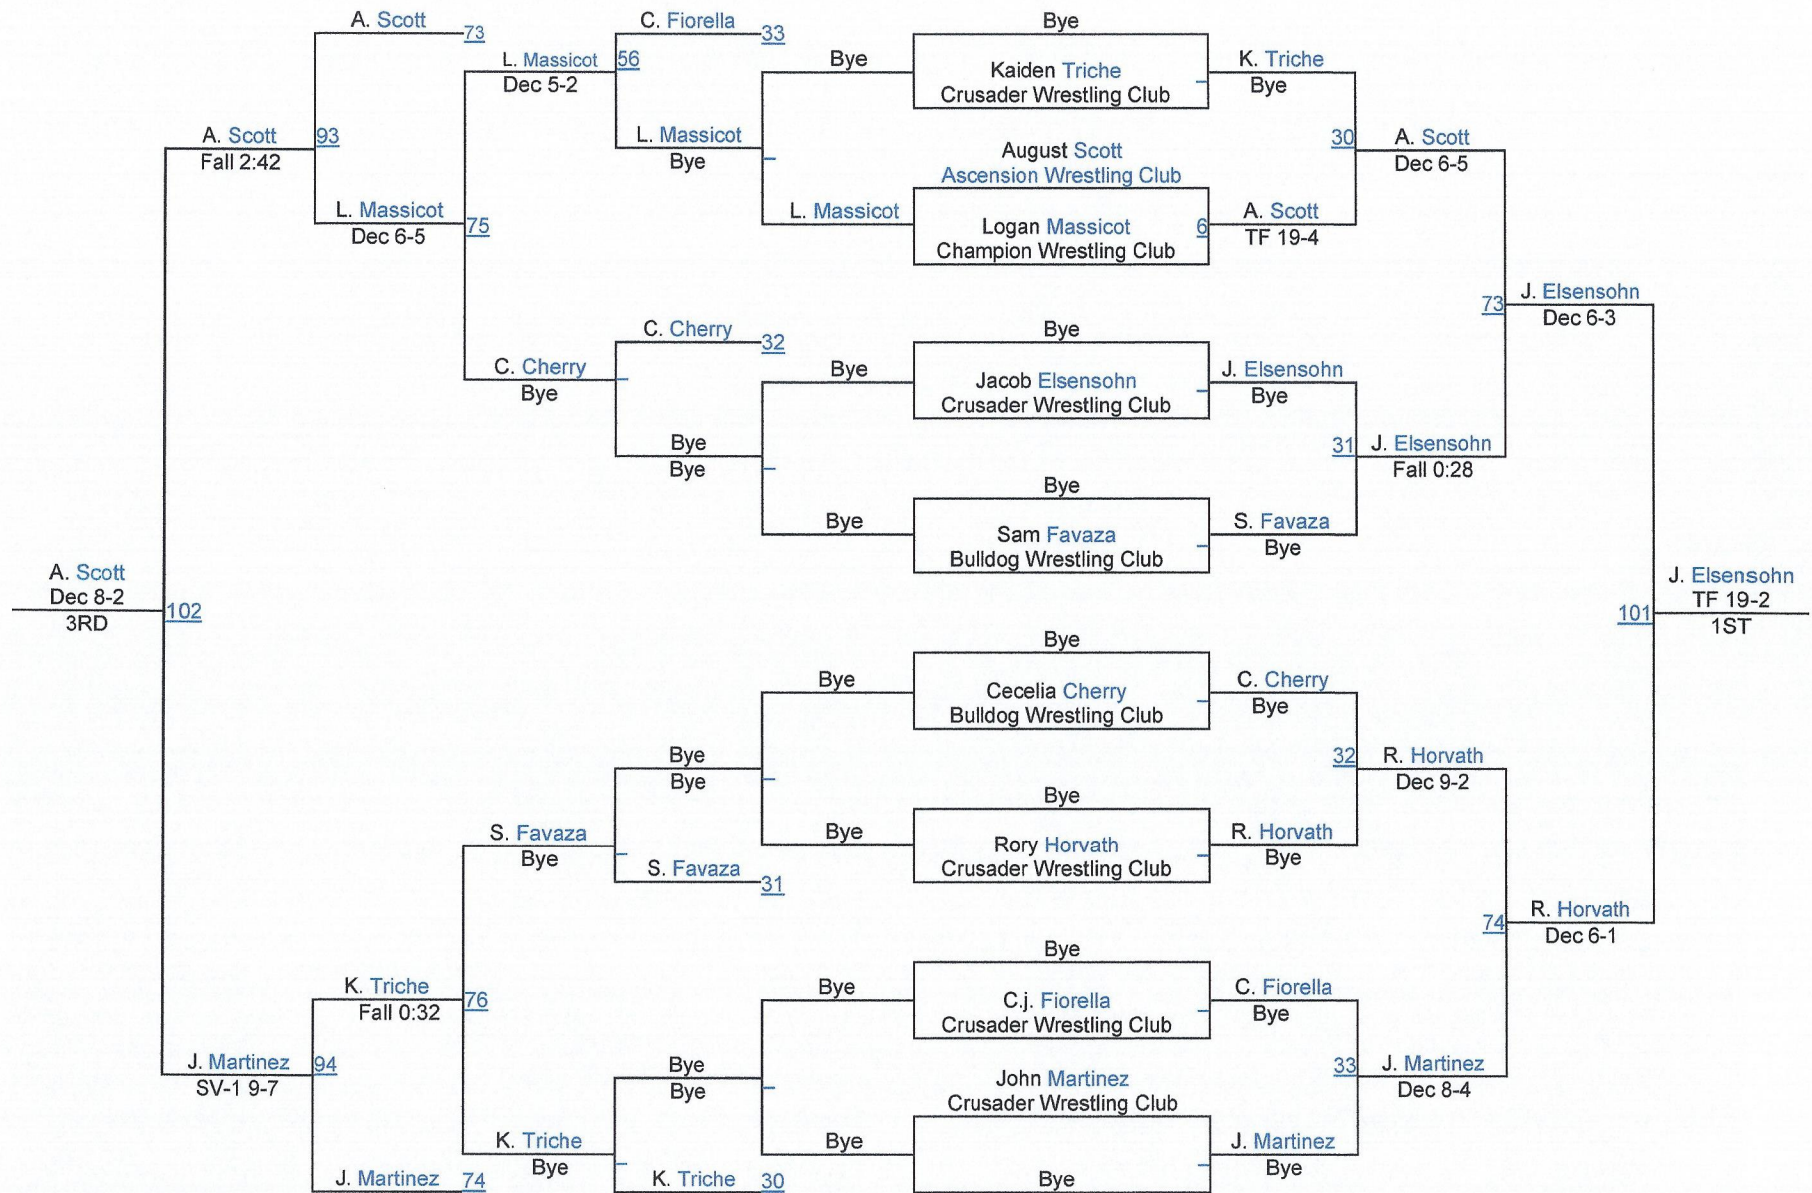 A. Scott
73
L. Massicot
56
Dec 5-2
C. Fiorella
33
Bye
Bye
Kaiden Triche
Crusader Wrestling Club
K. Triche
Bye
A. Scott
93
Fall 2:42
L. Massicot
Bye
August Scott
Ascension Wrestling Club
30
A. Scott
Dec 6-5
L. Massicot
75
Dec 6-5
L. Massicot
Logan Massicot
6
Champion Wrestling Club
A. Scott
TF 19-4
73
J. Elsensohn
Dec 6-3
C. Cherry
32
C. Cherry
Bye
Bye
Bye
Jacob Elsensohn
Crusader Wrestling Club
J. Elsensohn
Bye
Bye
Bye
31
J. Elsensohn
Fall 0:28
Bye
Bye
Sam Favaza
Bulldog Wrestling Club
S. Favaza
Bye
A. Scott
Dec 8-2
102
3RD
J. Elsensohn
TF 19-2
101
1ST
Bye
Bye
Cecelia Cherry
Bulldog Wrestling Club
C. Cherry
Bye
Bye
Bye
32
R. Horvath
Dec 9-2
S. Favaza
Bye
Bye
Bye
Rory Horvath
Crusader Wrestling Club
R. Horvath
Bye
S. Favaza
31
74
R. Horvath
Dec 6-1
K. Triche
76
Fall 0:32
Bye
Bye
C.j. Fiorella
Crusader Wrestling Club
C. Fiorella
Bye
J. Martinez
94
SV-1 9-7
Bye
Bye
John Martinez
Crusader Wrestling Club
33
J. Martinez
Dec 8-4
K. Triche
Bye
Bye
J. Martinez
Bye
J. Martinez
74
K. Triche
30
Bye